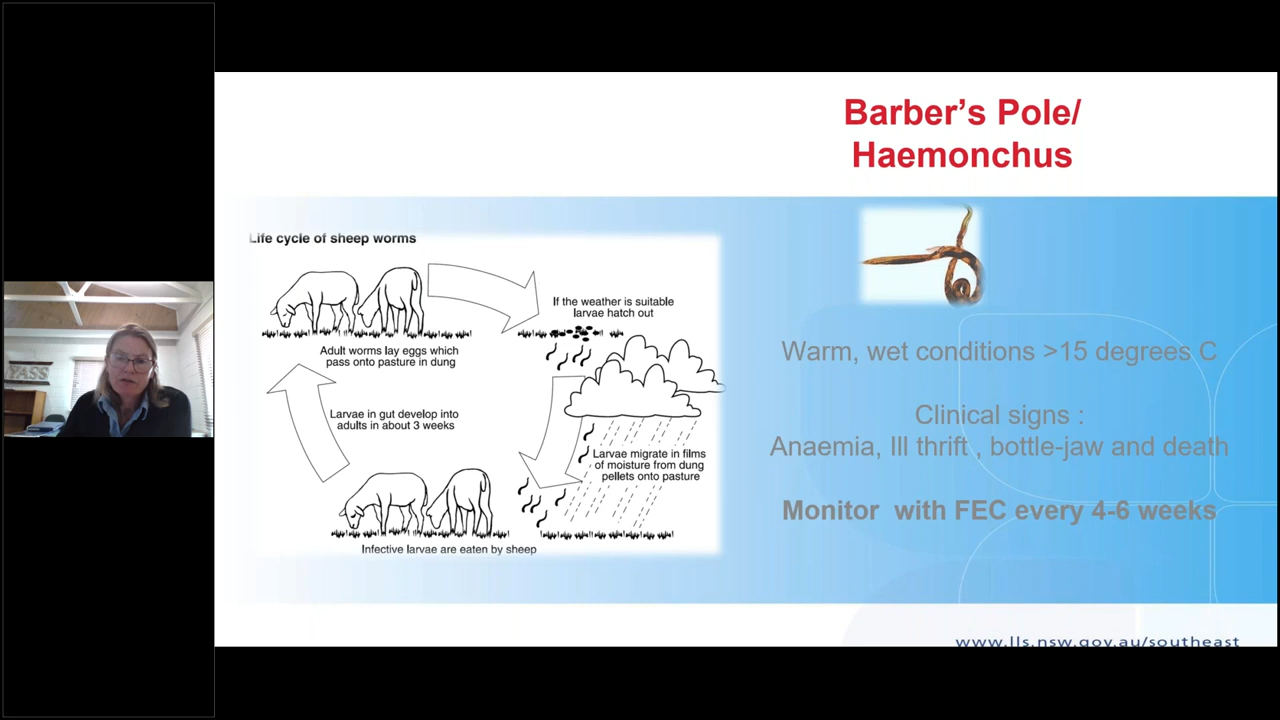 Barber's Pole/
Haemonchus
Life cycle of sheep worms
If the weather is suitable
larvae hatch out
Adult worms lay eggs which
pass onto pasture in dung
Larvae in gut develop into
adults in about 3 weeks
Larvae migrate in films
of moisture from dung
pellets onto pasture
Infective larvae are eaten by sheep
Warm, wet conditions >15 degrees C
Clinical signs :
Anaemia, Ill thrift , bottle-jaw and death
Monitor with FEC every 4-6 weeks
www.lls.nsw.gov.au/southeast